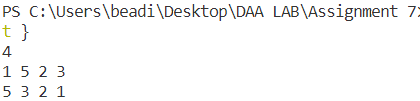 PS C:\Users\beadi\Desktop\DAA LAB\Assignment 7>
t }
4
1 5 2 3
5 3 2 1